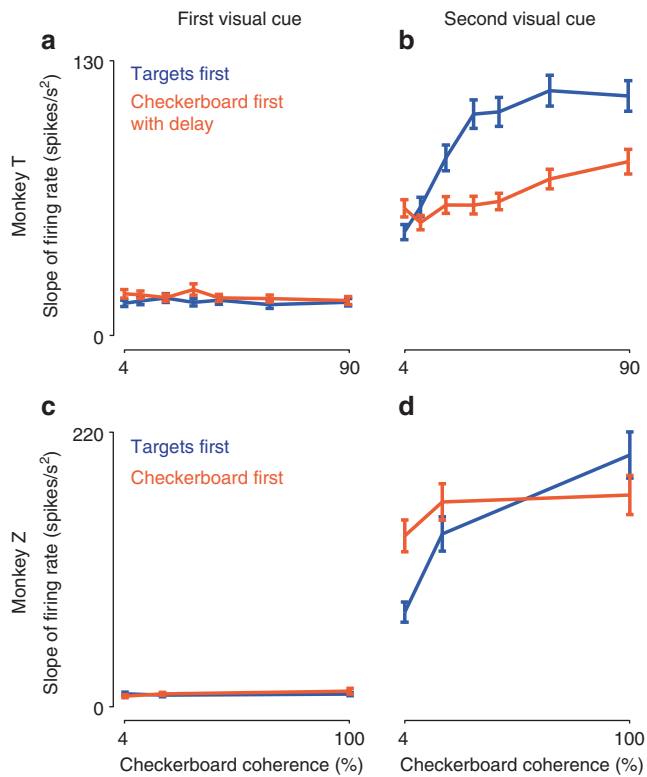 First visual cue
Second visual cue
a
b
Monkey T
Slope of firing rate (spikes/s²)
130
0
Targets first
Checkerboard first
with delay
4
90
4
90
c
d
Monkey Z
Slope of firing rate (spikes/s²)
220
0
Targets first
Checkerboard first
4
100
4
100
Checkerboard coherence (%)
Checkerboard coherence (%)